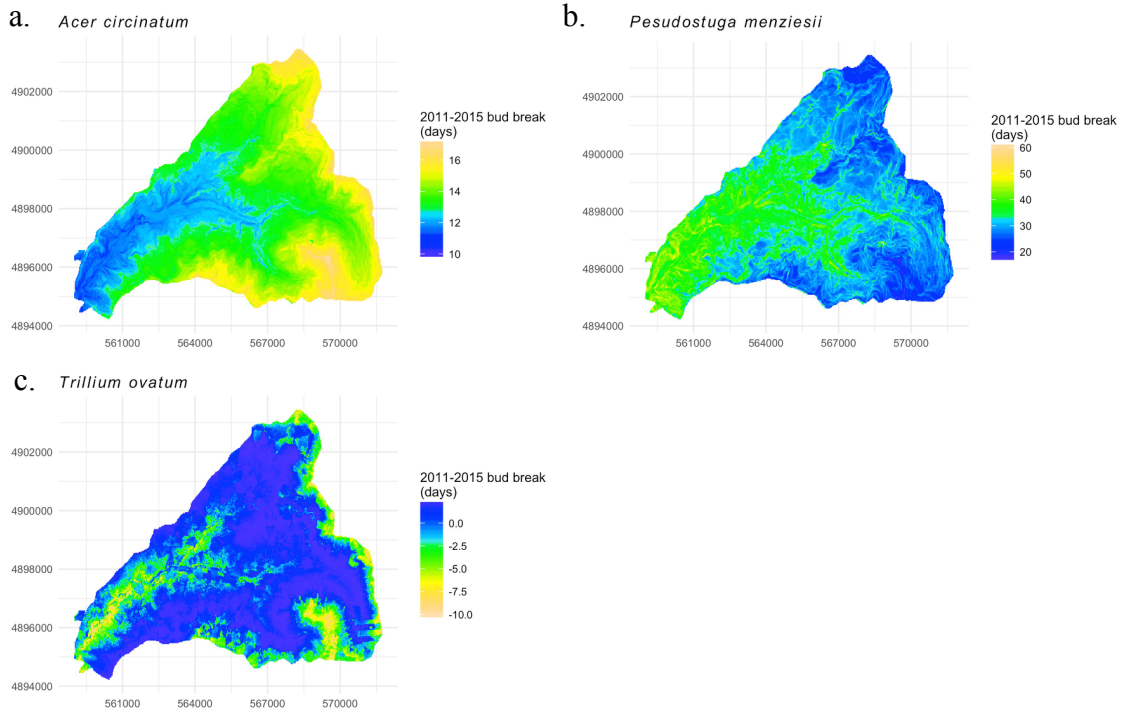 a.
Acer circinatum
4902000
4900000
4898000
4896000
4894000
561000 564000 567000 570000
2011-2015 bud break
(days)
16
14
12
10
b.
Pesudostuga menziesii
4902000
4900000
4898000
4896000
4894000
561000 564000 567000 570000
2011-2015 bud break
(days)
60
50
40
30
20
c.
Trillium ovatum
4902000
4900000
4898000
4896000
4894000
561000 564000 567000 570000
2011-2015 bud break
(days)
0.0
-2.5
-5.0
-7.5
-10.0